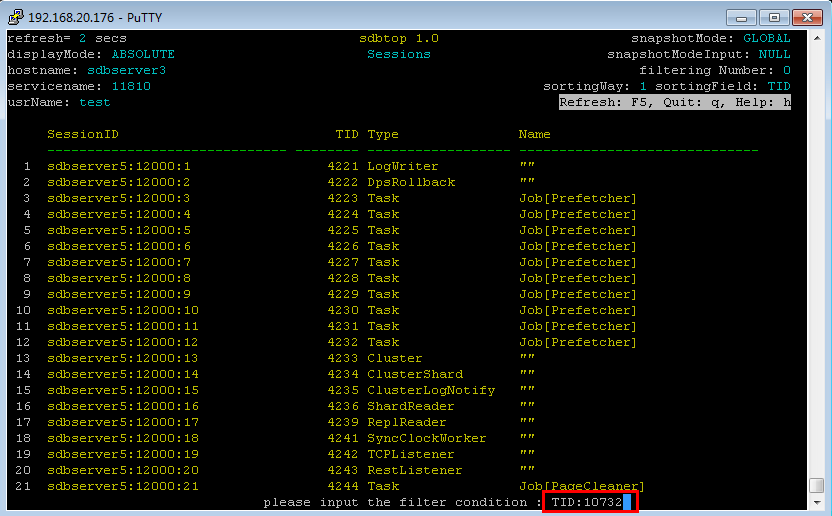 192.168.20.176 - PuTTY
refresh= 2 secs sdbtop 1.0 snapshotMode: GLOBAL
displayMode: ABSOLUTE Sessions snapshotModeInput: NULL
hostname: sdbserver3 filtering Number: 0
servicename: 11810 sortingWay: 1 sortingField: TID
usrName: test Refresh: F5, Quit: q, Help: h
SessionID TID Type Name
------------------------------ -------- ------------------ ------------------------------
1 sdbserver5:12000:1 4221 LogWriter ""
2 sdbserver5:12000:2 4222 DpsRollback ""
3 sdbserver5:12000:3 4223 Task Job[Prefetcher]
4 sdbserver5:12000:4 4224 Task Job[Prefetcher]
5 sdbserver5:12000:5 4225 Task Job[Prefetcher]
6 sdbserver5:12000:6 4226 Task Job[Prefetcher]
7 sdbserver5:12000:7 4227 Task Job[Prefetcher]
8 sdbserver5:12000:8 4228 Task Job[Prefetcher]
9 sdbserver5:12000:9 4229 Task Job[Prefetcher]
10 sdbserver5:12000:10 4230 Task Job[Prefetcher]
11 sdbserver5:12000:11 4231 Task Job[Prefetcher]
12 sdbserver5:12000:12 4232 Task Job[Prefetcher]
13 sdbserver5:12000:13 4233 Cluster ""
14 sdbserver5:12000:14 4234 ClusterShard ""
15 sdbserver5:12000:15 4235 ClusterLogNotify ""
16 sdbserver5:12000:16 4236 ShardReader ""
17 sdbserver5:12000:17 4239 ReplReader ""
18 sdbserver5:12000:18 4241 SyncClockWorker ""
19 sdbserver5:12000:19 4242 TCPListener ""
20 sdbserver5:12000:20 4243 RestListener ""
21 sdbserver5:12000:21 4244 Task Job[PageCleaner]
please input the filter condition : TID:10732